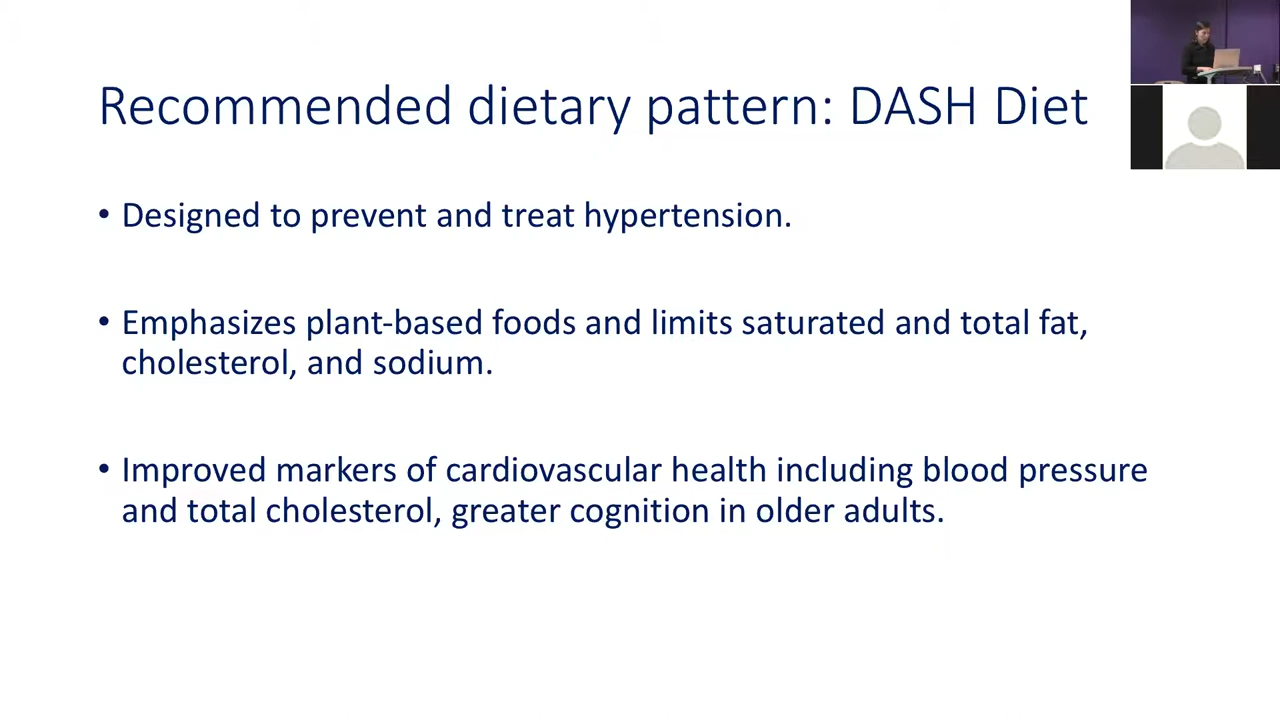 Recommended dietary pattern: DASH Diet
• Designed to prevent and treat hypertension.
• Emphasizes plant-based foods and limits saturated and total fat,
cholesterol, and sodium.
• Improved markers of cardiovascular health including blood pressure
and total cholesterol, greater cognition in older adults.